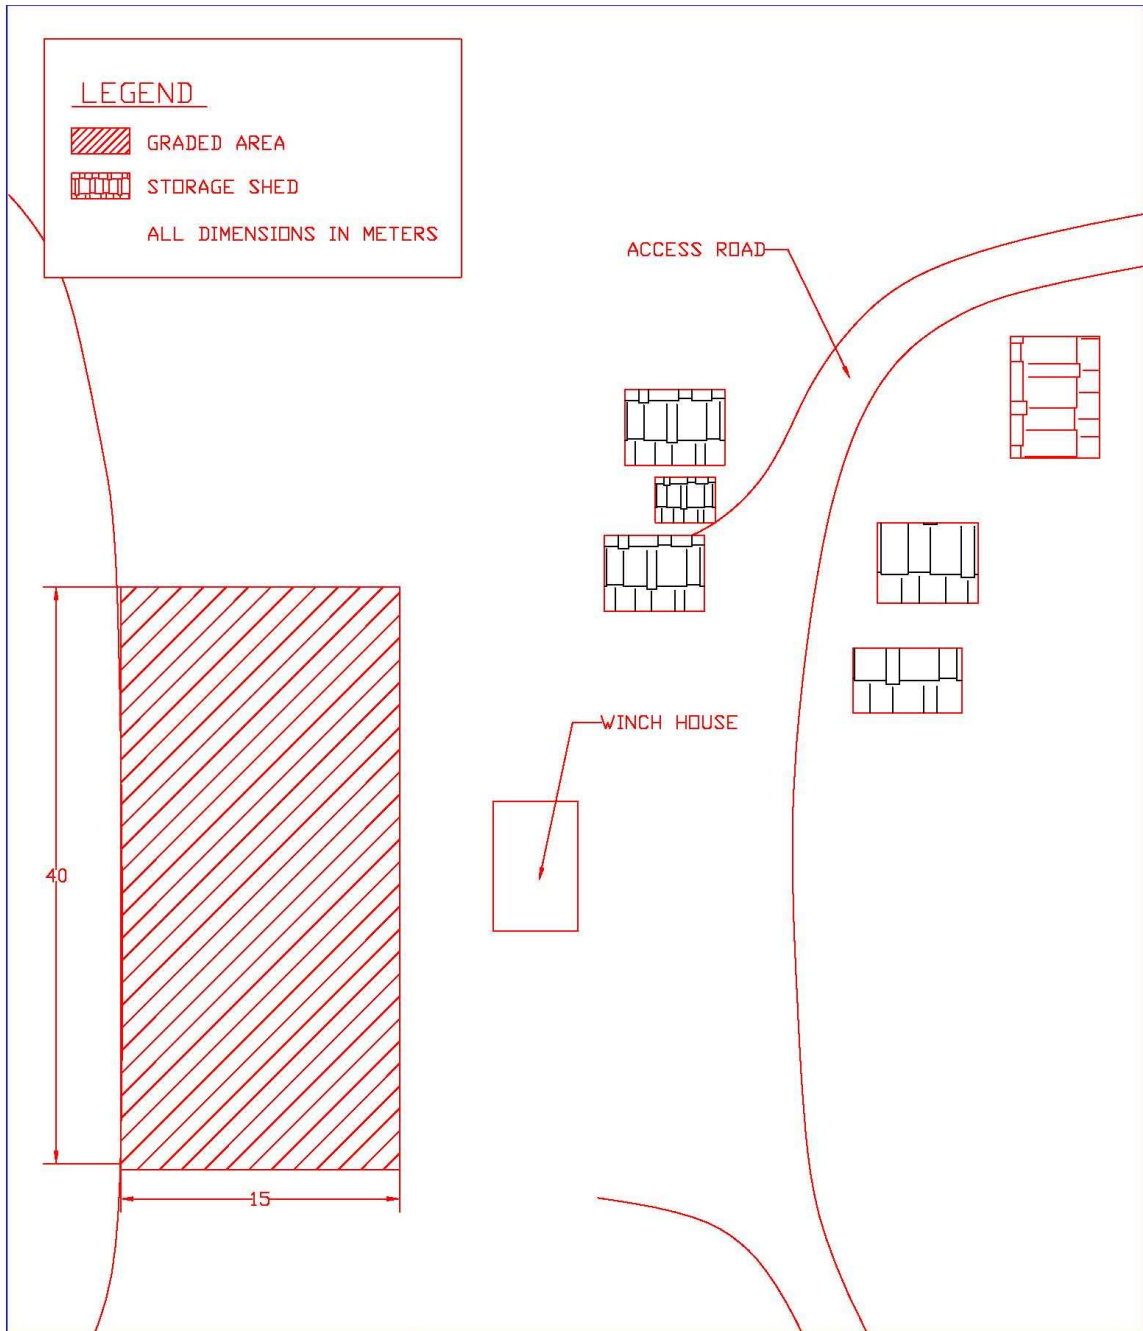 LEGEND
GRADED AREA
STORAGE SHED
ALL DIMENSIONS IN METERS
ACCESS ROAD
WINCH HOUSE
40
15